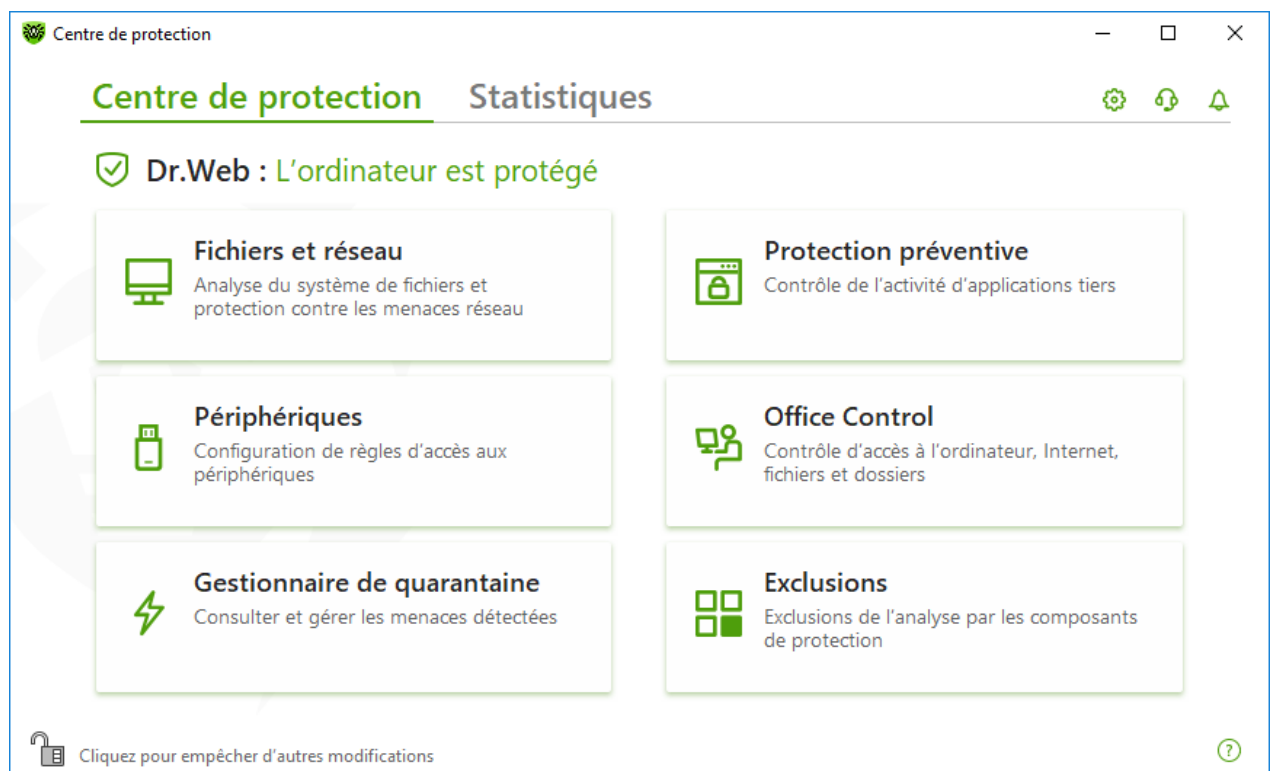 Centre de protection
Centre de protection
Statistiques
Dr.Web : L'ordinateur est protégé
Fichiers et réseau
Analyse du système de fichiers et
protection contre les menaces réseau
Protection préventive
Contrôle de l'activité d'applications tiers
Périphériques
Configuration de règles d'accès aux
périphériques
Office Control
Contrôle d'accès à l'ordinateur, Internet,
fichiers et dossiers
Gestionnaire de quarantaine
Consulter et gérer les menaces détectées
Exclusions
Exclusions de l'analyse par les composants
de protection
Cliquez pour empêcher d'autres modifications
?